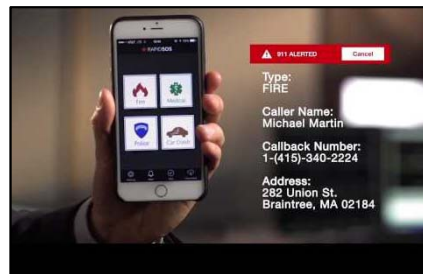 RAPIDSOS
Fire
Medical
Police
Car Crash
911 ALERTED
Cancel
Type:
FIRE
Caller Name:
Michael Martin
Callback Number:
1-(415)-340-2224
Address:
282 Union St.
Braintree, MA 02184